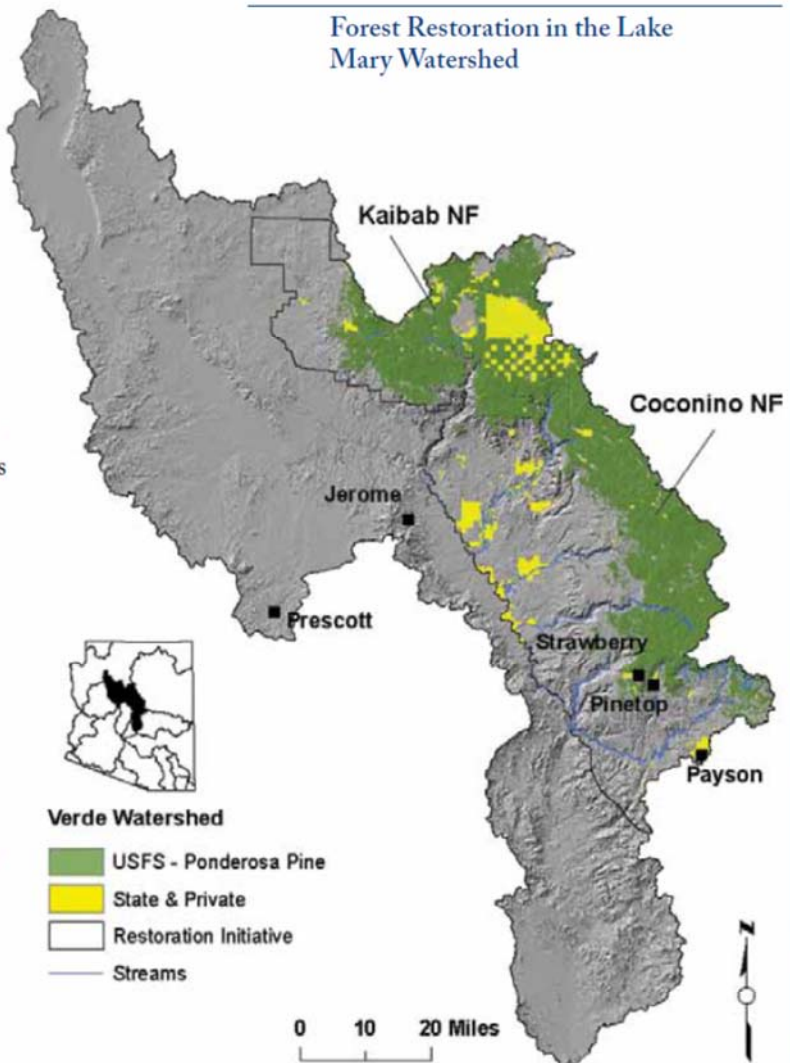 Forest Restoration in the Lake
Mary Watershed
Kaibab NF
Coconino NF
s
Jerome
Prescott
Strawberry
Pinetop
Payson
Verde Watershed
USFS - Ponderosa Pine
State & Private
Restoration Initiative
Streams
N
0 10 20 Miles